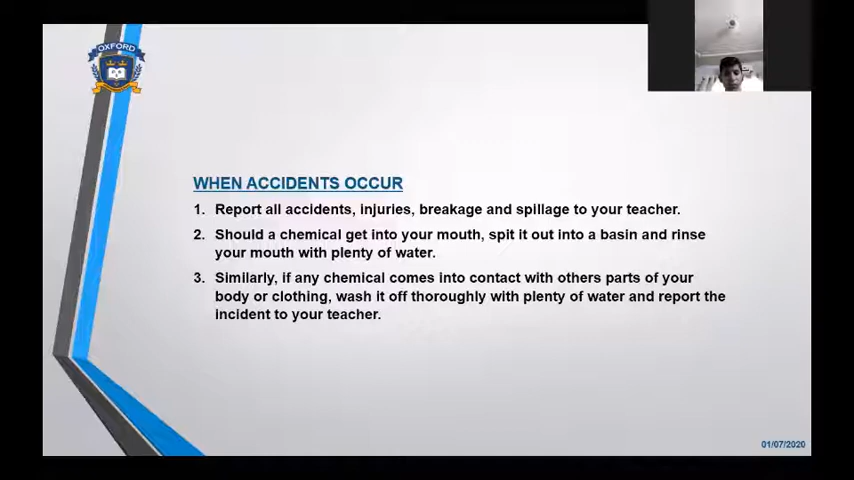 OXFORD
WHEN ACCIDENTS OCCUR
1. Report all accidents, injuries, breakage and spillage to your teacher.
2. Should a chemical get into your mouth, spit it out into a basin and rinse
your mouth with plenty of water.
3. Similarly, if any chemical comes into contact with others parts of your
body or clothing, wash it off thoroughly with plenty of water and report the
incident to your teacher.
01/07/2020